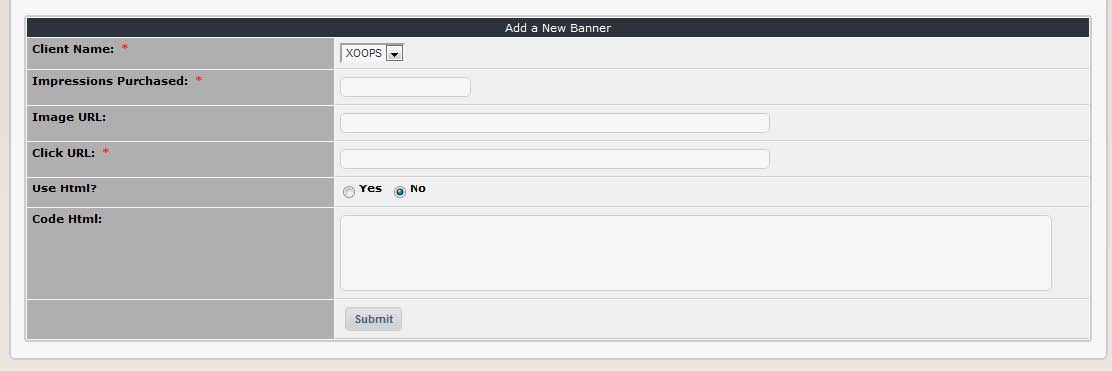 Add a New Banner
Client Name: *
XOOPS
Impressions Purchased: *
Image URL:
Click URL: *
Use Html?
Yes No
Code Html:
Submit